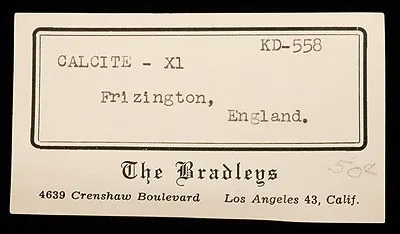 KD-558
CALCITE - Xl
Frizington,
England.
The Bradleys
50¢
4639 Crenshaw Boulevard Los Angeles 43, Calif.